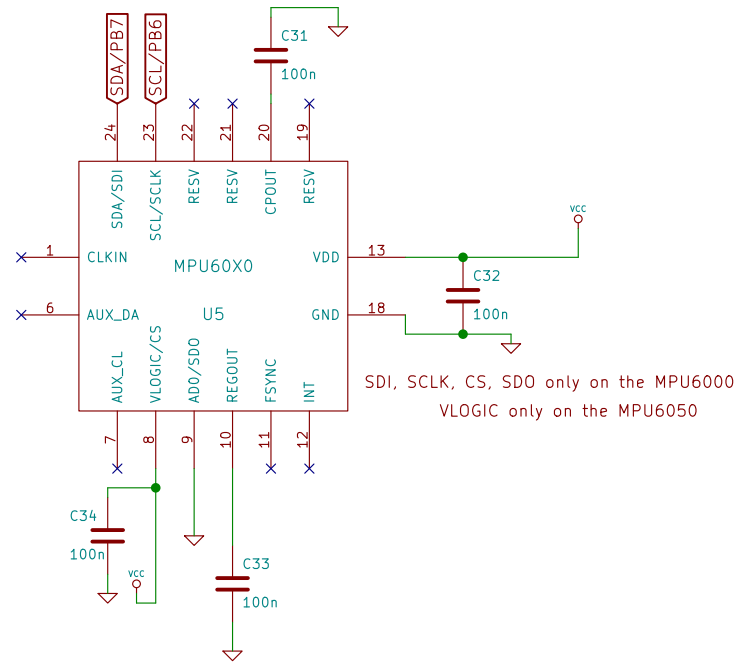 SDA/PB7
SCL/PB6
C31
100n
24
23
22
21
20
19
SDA/SDI
SCL/SCLK
RESV
RESV
CPOUT
RESV
1
CLKIN
MPU60X0
VDD
13
VCC
C32
100n
6
AUX_DA
U5
GND
18
AUX_CL
VLOGIC/CS
AD0/SDO
REGOUT
FSYNC
INT
SDI, SCLK, CS, SDO only on the MPU6000
VLOGIC only on the MPU6050
7
8
9
10
11
12
C34
100n
VCC
C33
100n